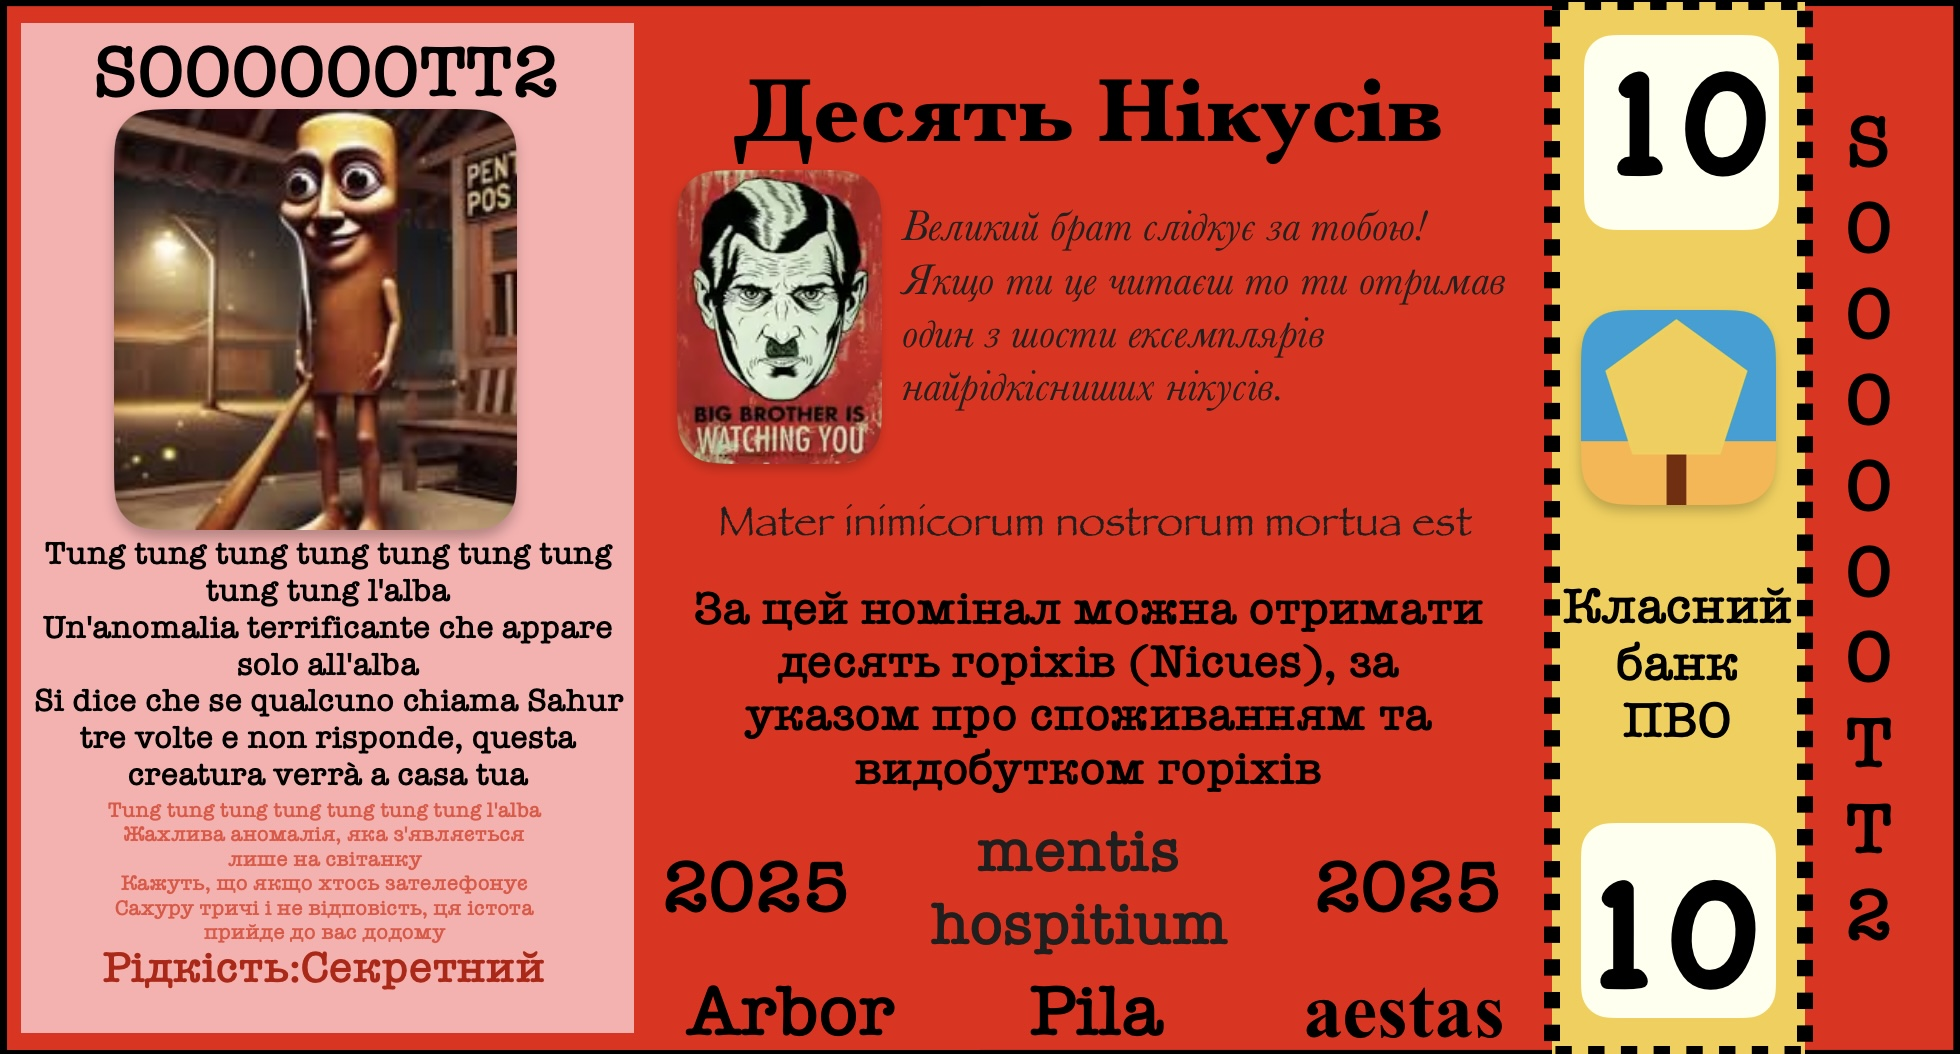 SOOOOOOTT2
PENT
POS
Tung tung tung tung tung tung tung
tung tung l'alba
Un'anomalia terrificante che appare
solo all'alba
Si dice che se qualcuno chiama Sahur
tre volte e non risponde, questa
creatura verrà a casa tua
Tung tung tung tung tung tung tung l'alba
Жахлива аномалія, яка з'являється
лише на світанку
Кажуть, що якщо хтось зателефонує
Сахуру тричі і не відповість, ця істота
прийде до вас додому
Рідкість:Секретний
Десять Нікусів
Великий брат слідкує за тобою!
Якщо ти це читаєш то ти отримав
один з шости ексемплярів
найрідкісниших нікусів.
BIG BROTHER IS
WATCHING YOU
Mater inimicorum nostrorum mortua est
За цей номінал можна отримати
десять горіхів (Nicues), за
указом про споживанням та
видобутком горіхів
2025
mentis
hospitium
2025
Arbor
Pila
aestas
10
Класний
банк
ПВО
10
S
O
O
O
O
O
O
T
T
2